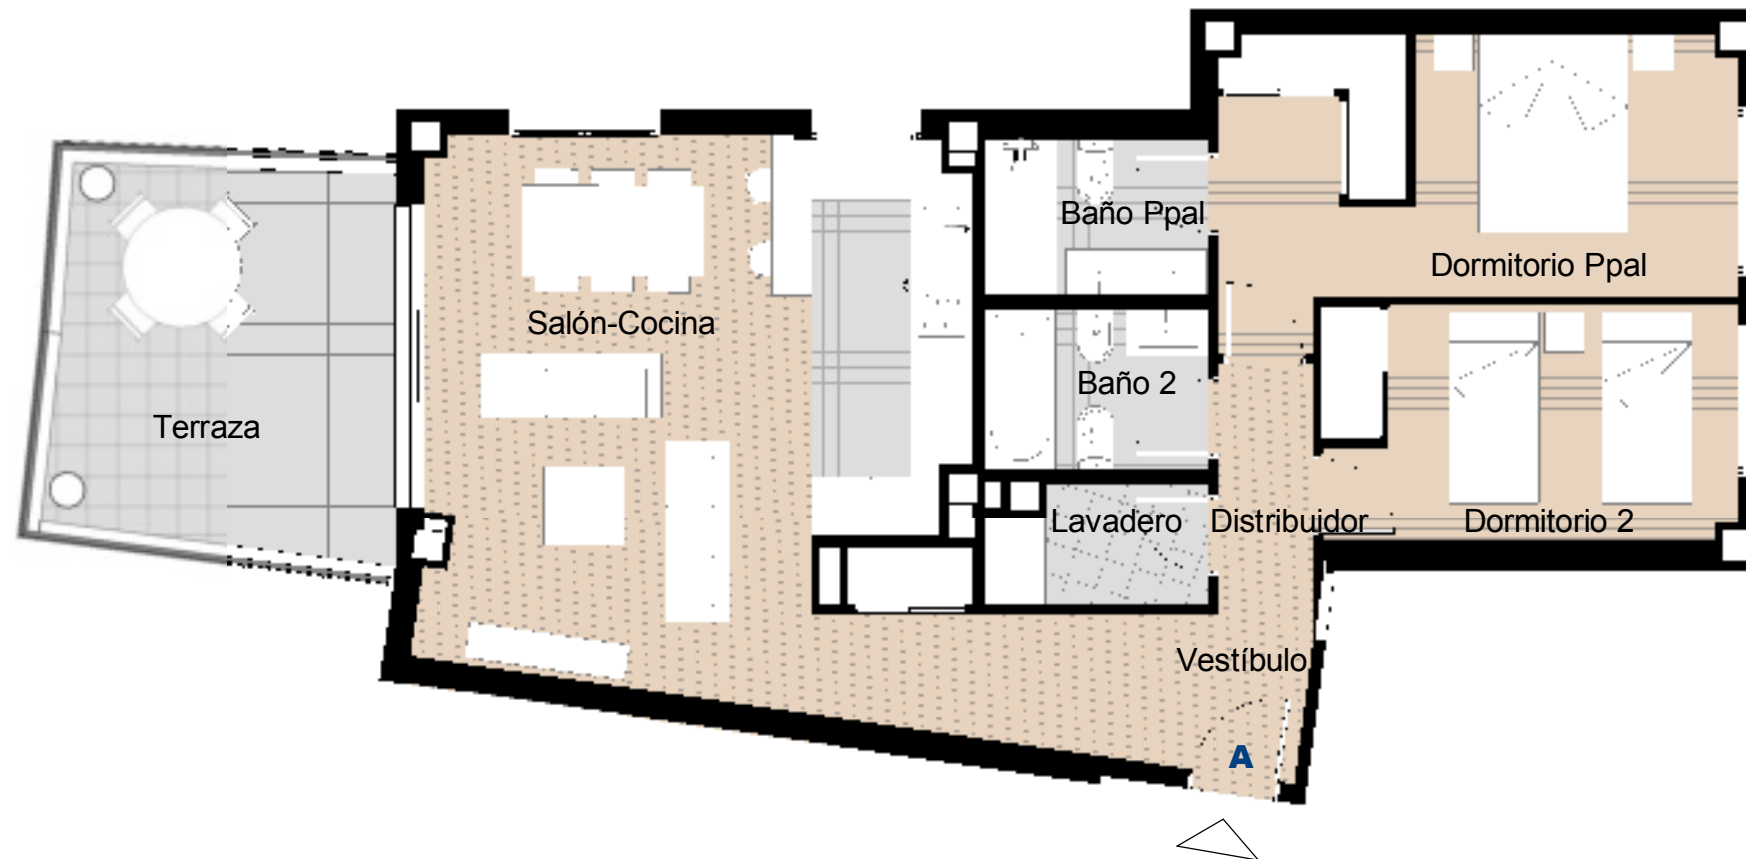 Baño Ppal
Dormitorio Ppal
Salón-Cocina
Baño 2
Terraza
Lavadero
Distribuidor
Dormitorio 2
Vestíbulo
A